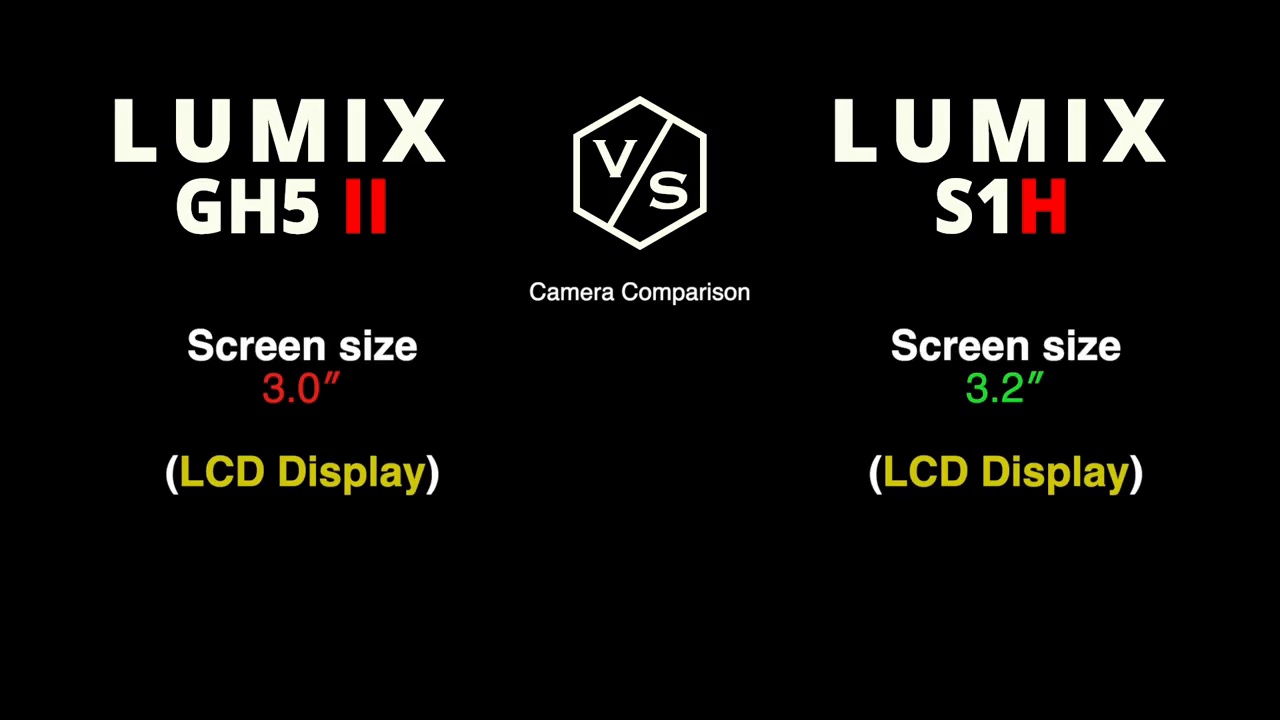 LUMIX
GH5 II
VS
Camera Comparison
LUMIX
S1H
Screen size
3.0″
(LCD Display)
Screen size
3.2″
(LCD Display)